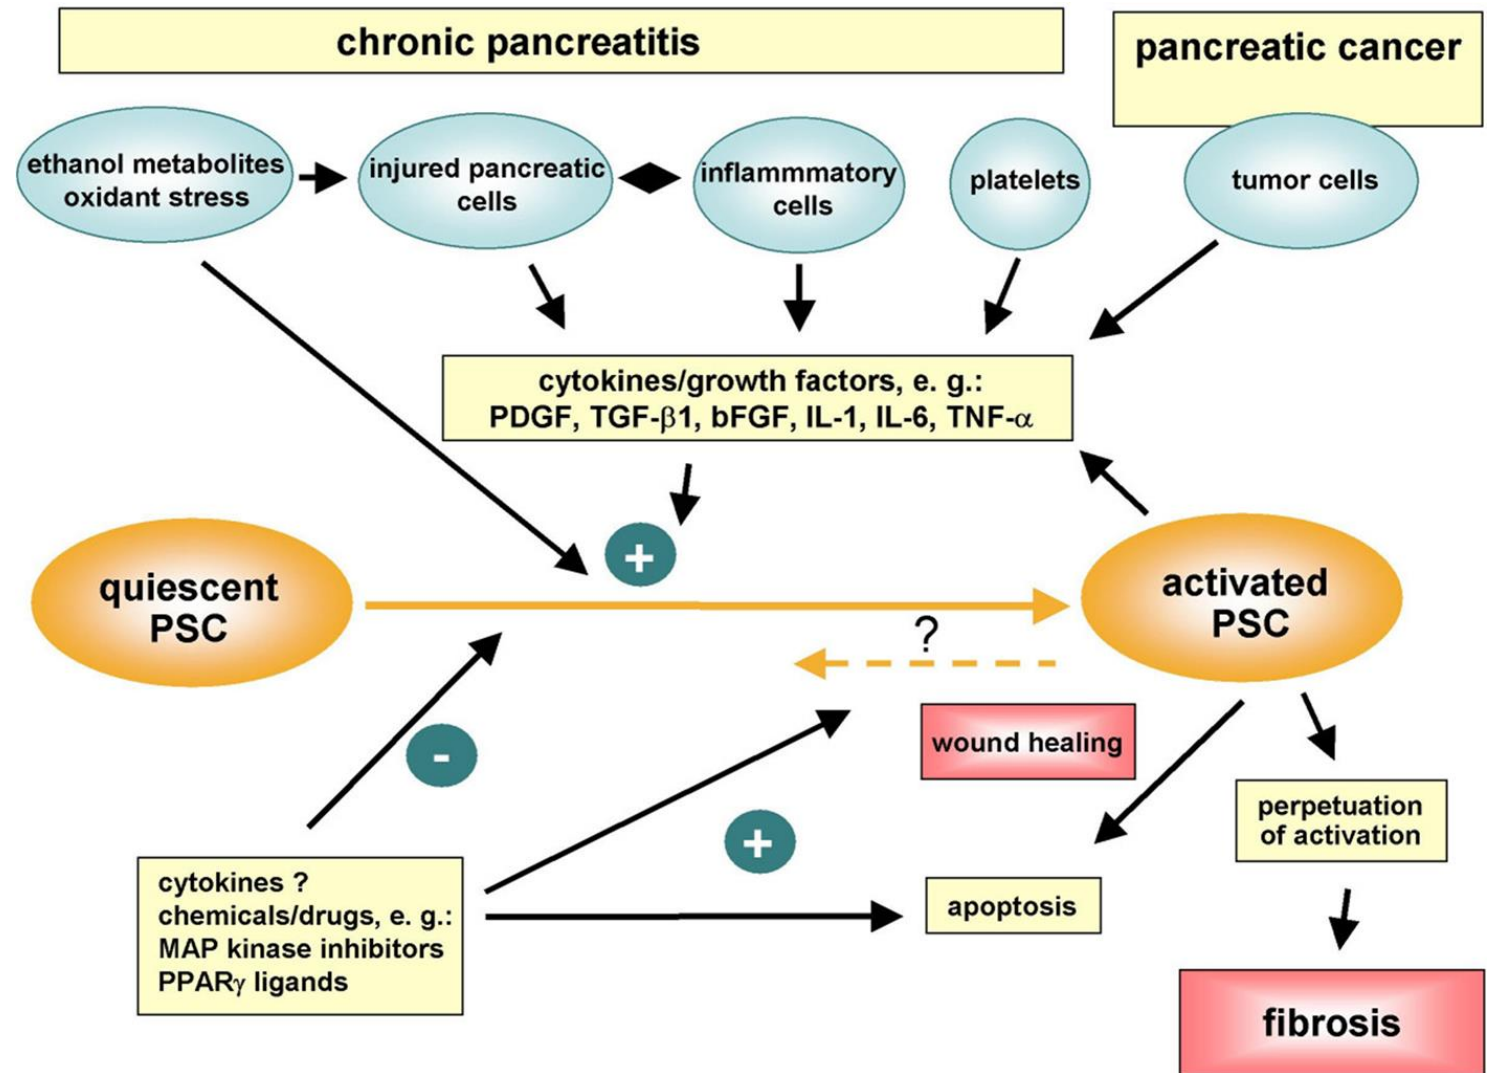 chronic pancreatitis
pancreatic cancer
ethanol metabolites
oxidant stress
injured pancreatic
cells
inflammmatory
cells
platelets
tumor cells
cytokines/growth factors, e. g.:
PDGF, TGF-β1, bFGF, IL-1, IL-6, TNF-α
+
quiescent
PSC
activated
PSC
?
-
wound healing
+
perpetuation
of activation
cytokines ?
chemicals/drugs, e. g.:
MAP kinase inhibitors
PPARγ ligands
apoptosis
fibrosis